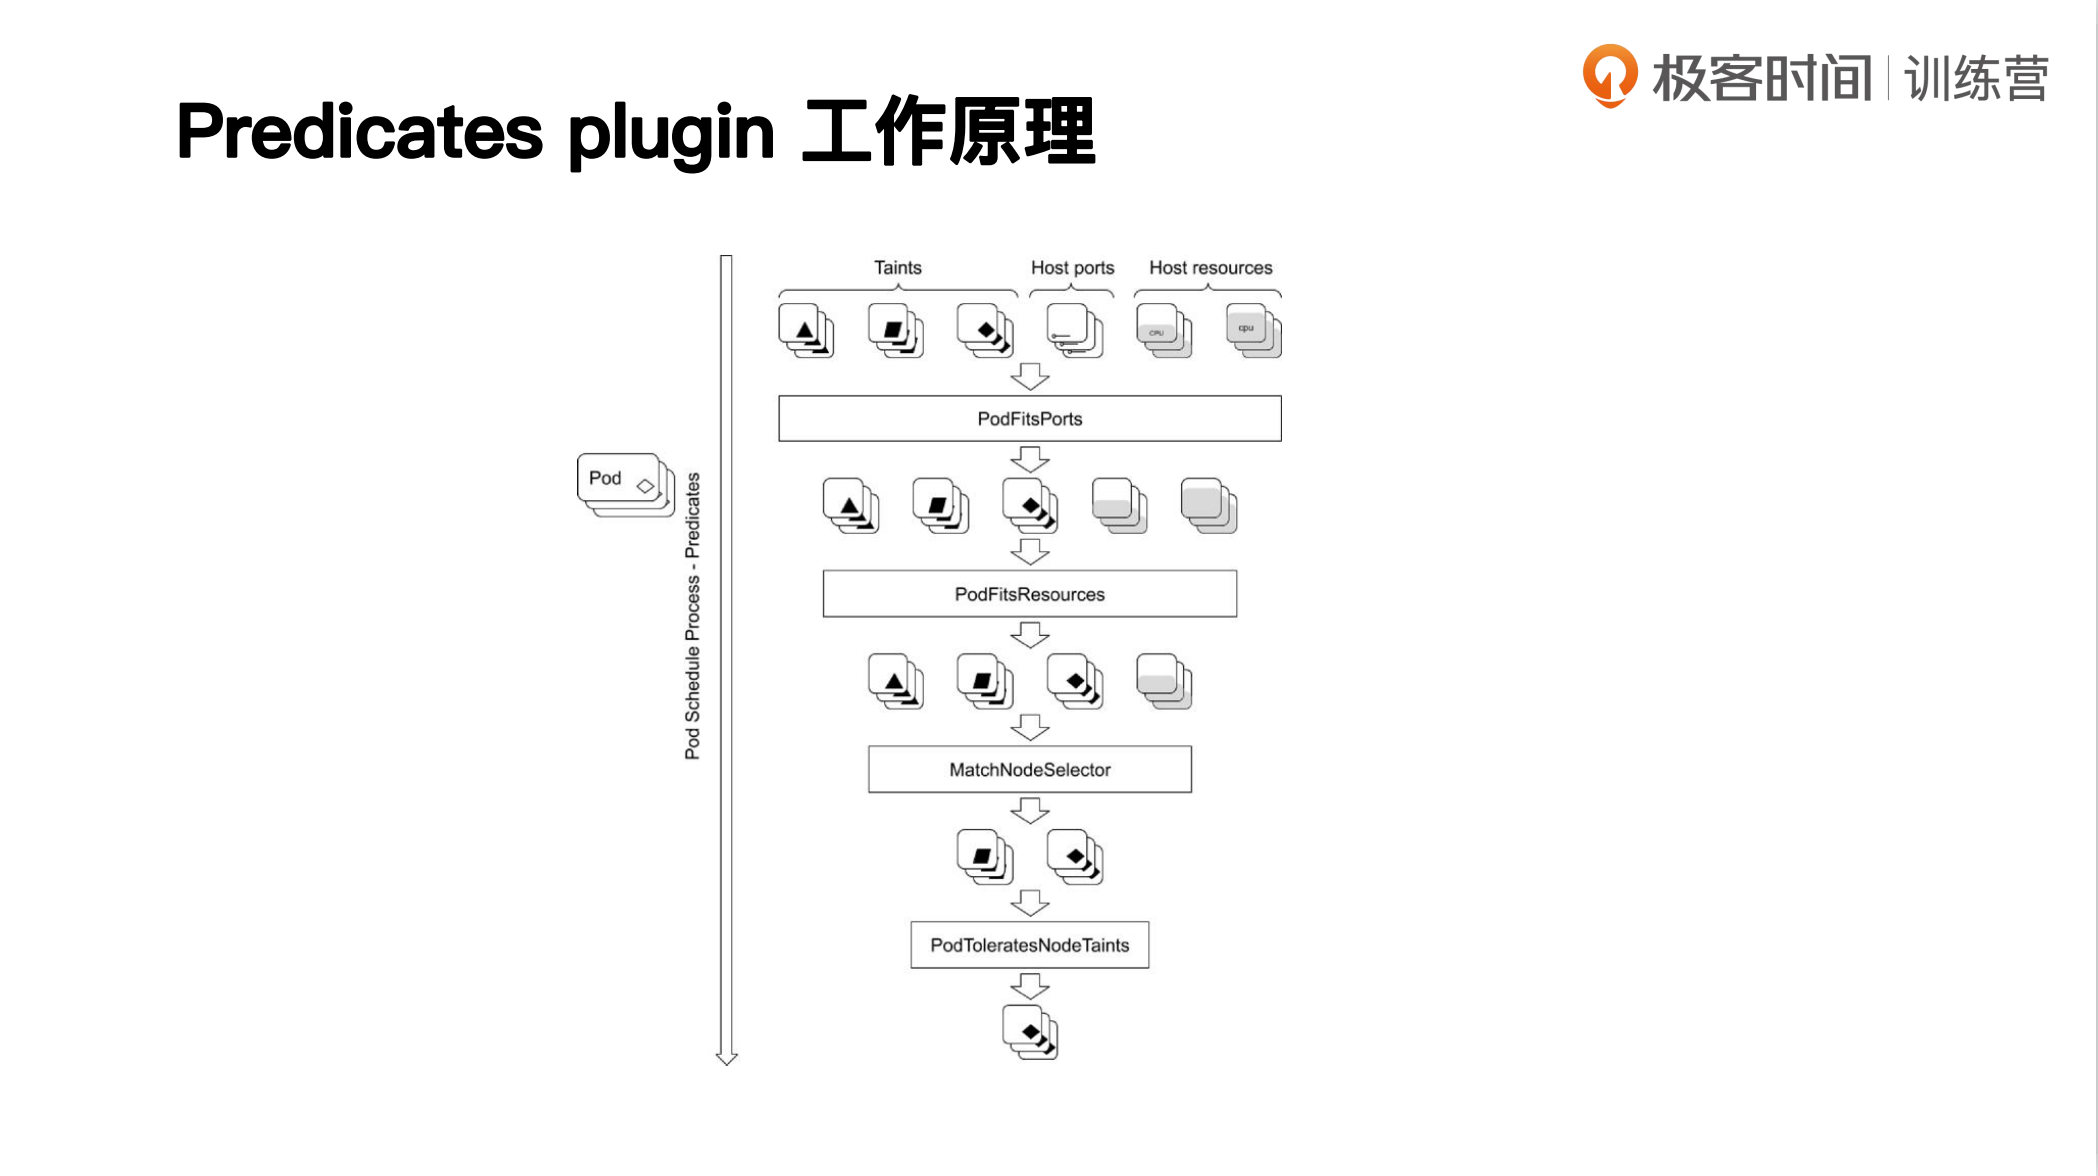 极客时间 | 训练营
Predicates plugin 工作原理
Taints
Host ports
Host resources
CPU
cpu
PodFitsPorts
Pod
Pod Schedule Process - Predicates
PodFitsResources
MatchNodeSelector
PodToleratesNodeTaints